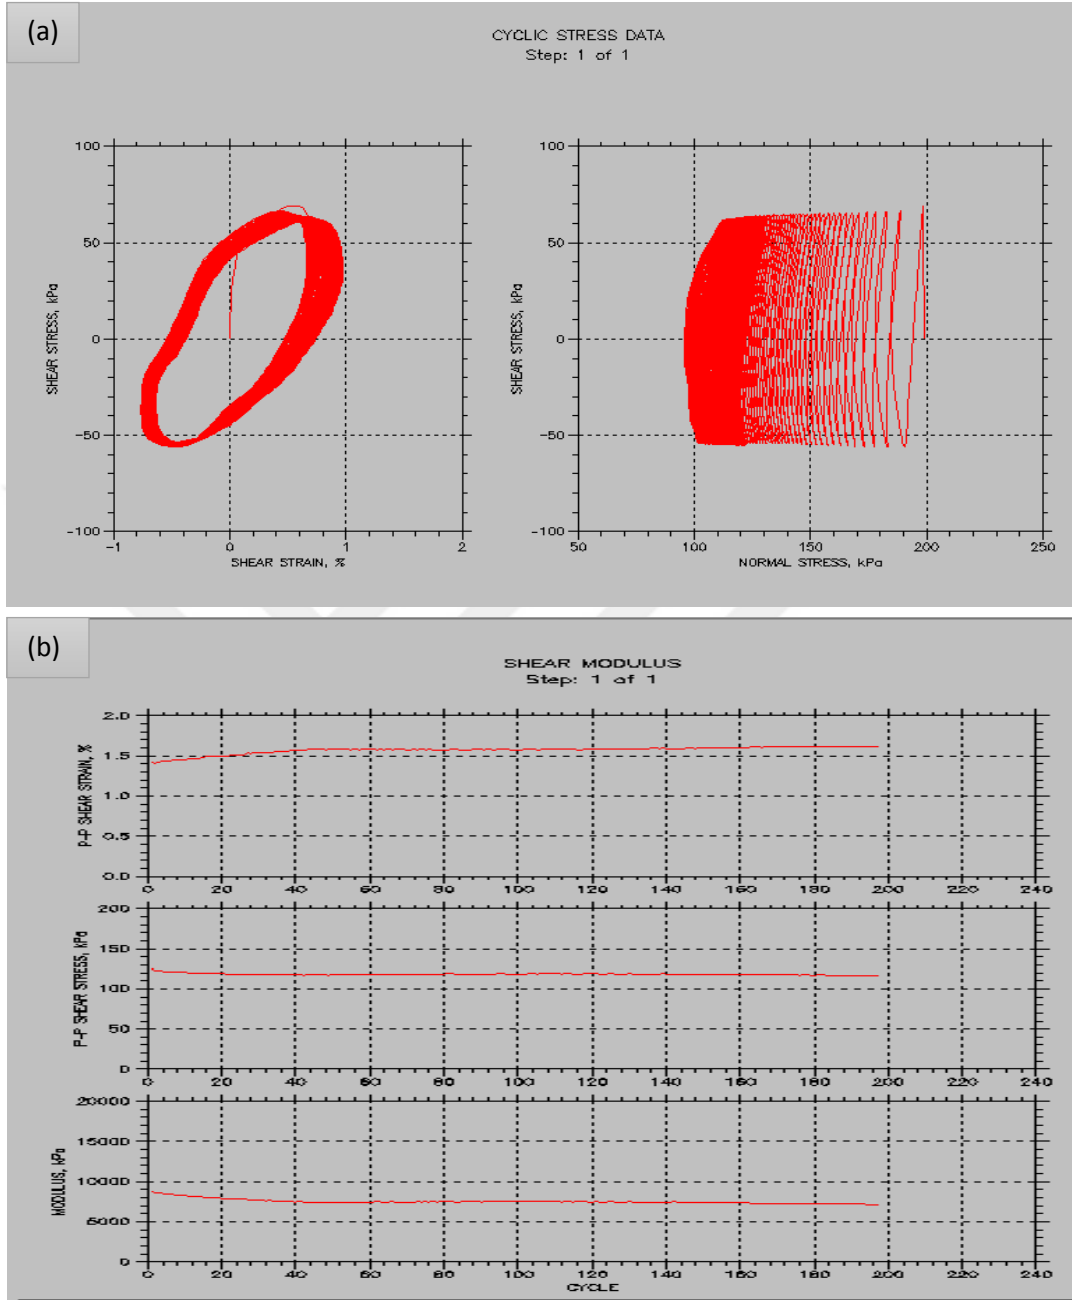 (a)
CYCLIC STRESS DATA
Step: 1 of 1
SHEAR STRESS, kPa
100
50
0
-50
-100
-1 0 1 2
SHEAR STRAIN, %
SHEAR STRESS, kPa
100
50
0
-50
-100
50 100 150 200 250
NORMAL STRESS, kPa
(b)
SHEAR MODULUS
Step: 1 of 1
P-P SHEAR STRAIN, %
2.0
1.5
1.0
0.5
0.0
0 20 40 60 80 100 120 140 160 180 200 220 240
P-P SHEAR STRESS, kPa
200
150
100
50
0
0 20 40 60 80 100 120 140 160 180 200 220 240
MODULUS, kPa
20000
15000
10000
5000
0
0 20 40 60 80 100 120 140 160 180 200 220 240
CYCLE